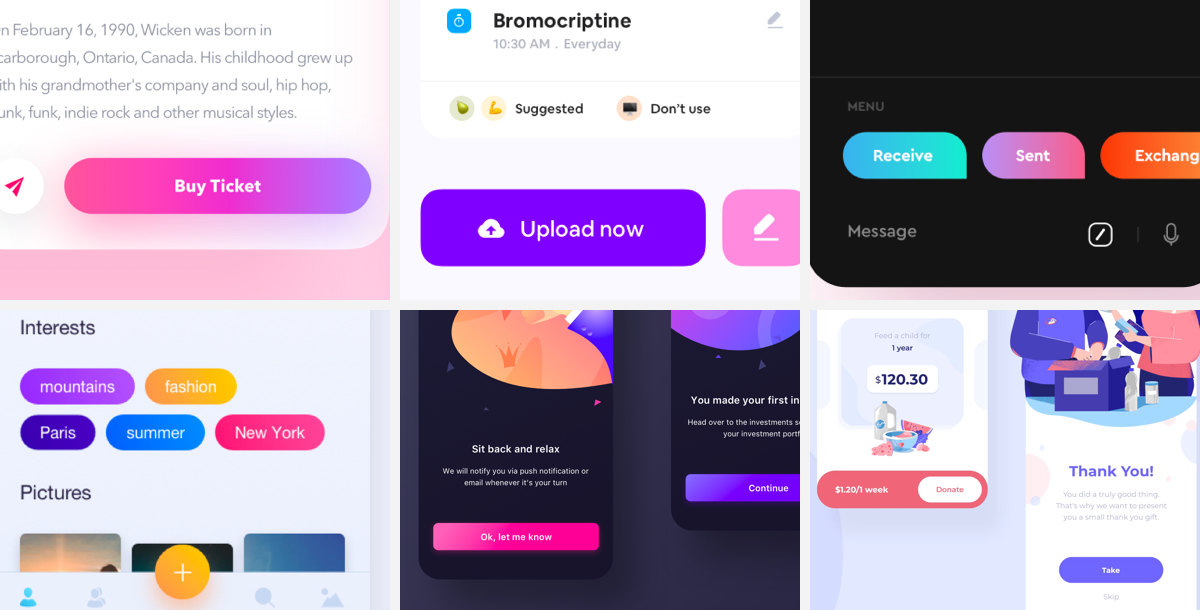 n February 16, 1990, Wicken was born in
carborough, Ontario, Canada. His childhood grew up
ith his grandmother's company and soul, hip hop,
unk, funk, indie rock and other musical styles.
Buy Ticket
Bromocriptine
10:30 AM . Everyday
Suggested
Don't use
Upload now
MENU
Receive
Sent
Exchang
Message
Interests
mountains
fashion
Paris
summer
New York
Pictures
Sit back and relax
We will notify you via push notification or
email whenever it's your turn
Ok, let me know
You made your first in
Head over to the investments s
your investment portf
Continue
Feed a child for
1 year
$120.30
$1.20/1 week
Donate
Thank You!
You did a truly good thing.
That's why we want to present
you a small thank you gift.
Take
Skip